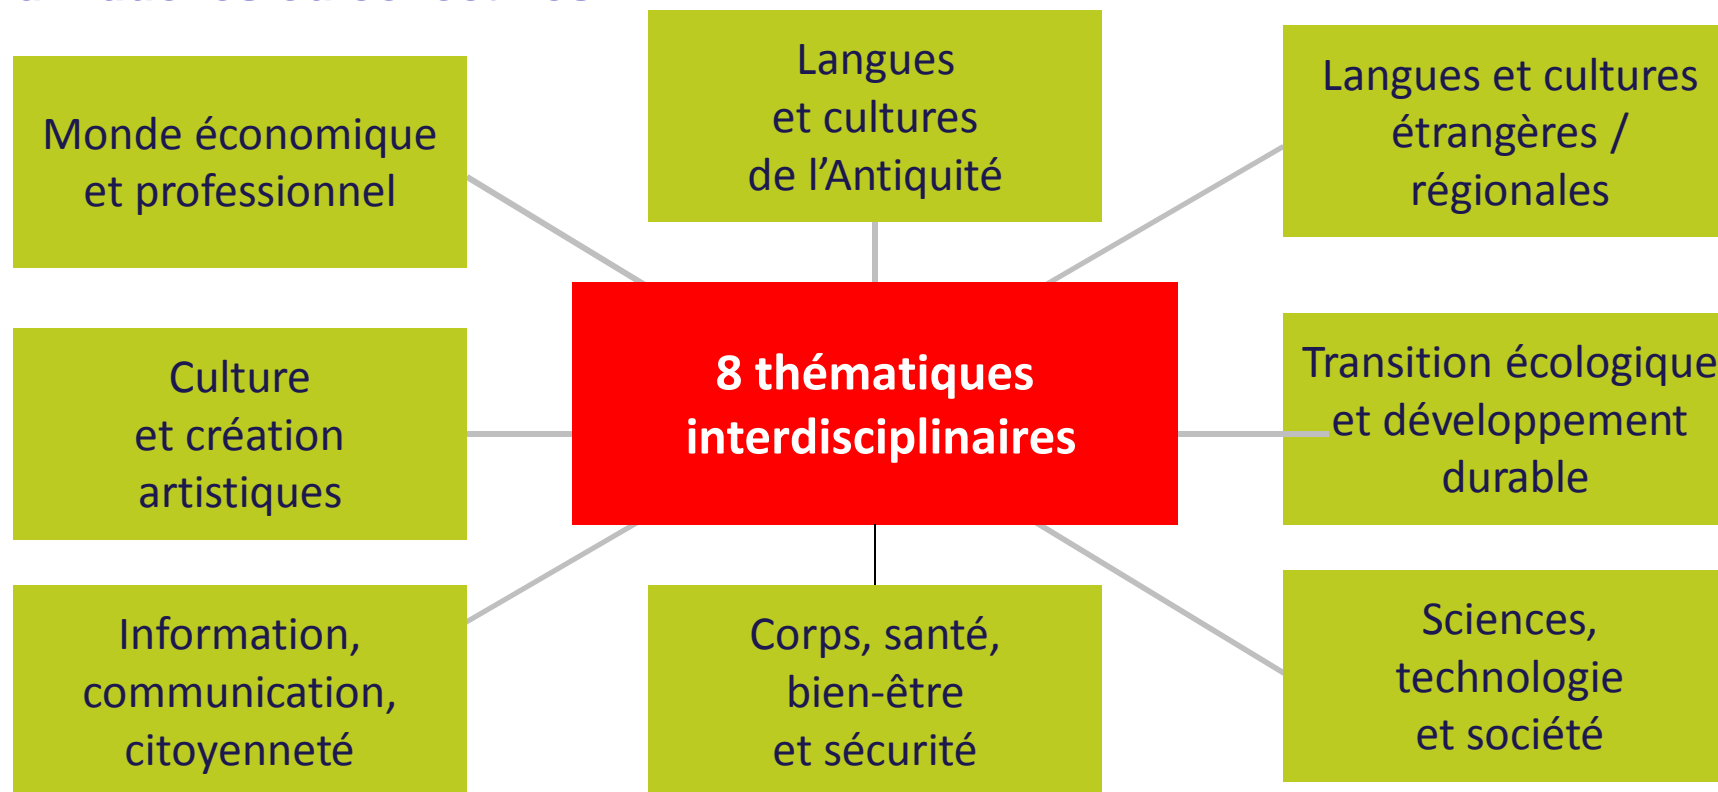 Langues
et cultures
de l’Antiquité
Langues et cultures
étrangères /
régionales
Monde économique
et professionnel
8 thématiques
interdisciplinaires
Culture
et création
artistiques
Transition écologique
et développement
durable
Information,
communication,
citoyenneté
Corps, santé,
bien-être
et sécurité
Sciences,
technologie
et société